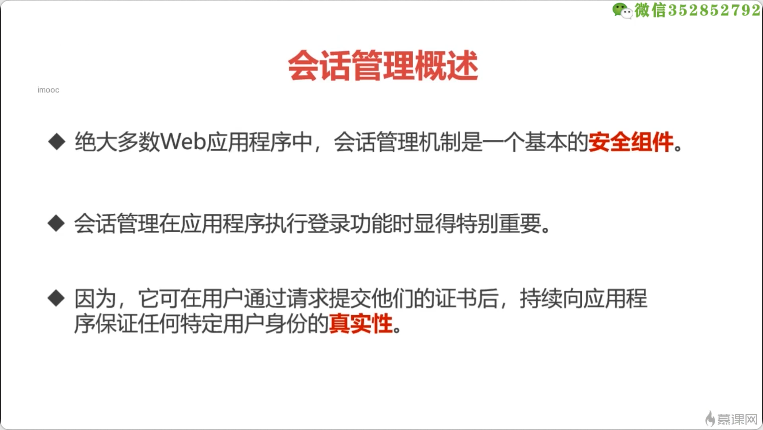 微信352852792
会话管理概述
imooc
◆ 绝大多数Web应用程序中，会话管理机制是一个基本的安全组件。
◆ 会话管理在应用程序执行登录功能时显得特别重要。
◆ 因为，它可在用户通过请求提交他们的证书后，持续向应用程
序保证任何特定用户身份的真实性。
慕课网